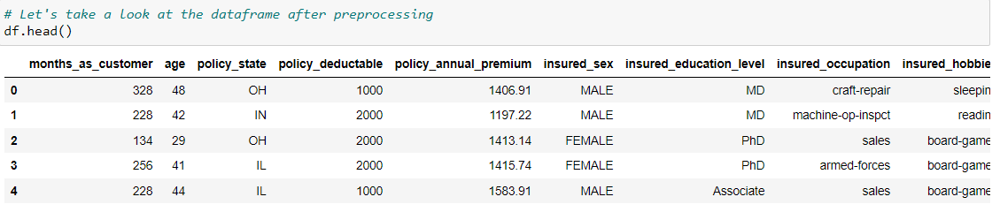 # Let's take a look at the dataframe after preprocessing
df.head()
months_as_customer age policy_state policy_deductable policy_annual_premium insured_sex insured_education_level insured_occupation insured_hobbie
0 328 48 OH 1000 1406.91 MALE MD craft-repair sleepin
1 228 42 IN 2000 1197.22 MALE MD machine-op-inspct readin
2 134 29 OH 2000 1413.14 FEMALE PhD sales board-game
3 256 41 IL 2000 1415.74 FEMALE PhD armed-forces board-game
4 228 44 IL 1000 1583.91 MALE Associate sales board-game